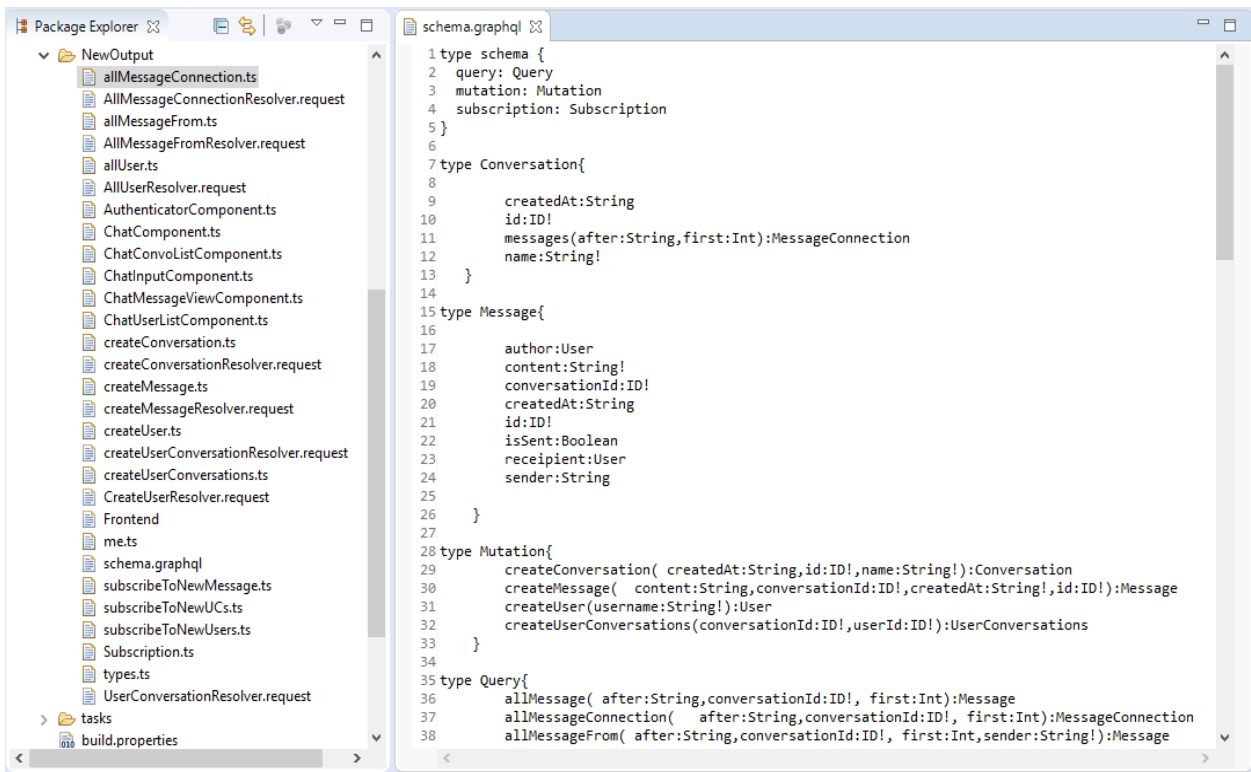 Package Explorer
NewOutput
allMessageConnection.ts
AllMessageConnectionResolver.request
allMessageFrom.ts
AllMessageFromResolver.request
allUser.ts
AllUserResolver.request
AuthenticatorComponent.ts
ChatComponent.ts
ChatConvoListComponent.ts
ChatInputComponent.ts
ChatMessageViewComponent.ts
ChatUserListComponent.ts
createConversation.ts
createConversationResolver.request
createMessage.ts
createMessageResolver.request
createUser.ts
createUserConversationResolver.request
createUserConversations.ts
CreateUserResolver.request
Frontend
me.ts
schema.graphql
subscribeToNewMessage.ts
subscribeToNewUCs.ts
subscribeToNewUsers.ts
Subscription.ts
types.ts
UserConversationResolver.request
tasks
010 build.properties
schema.graphql
1 type schema {
2 query: Query
3 mutation: Mutation
4 subscription: Subscription
5 }
6
7 type Conversation{
8
9 createdAt:String
10 id:ID!
11 messages(after:String,first:Int):MessageConnection
12 name:String!
13 }
14
15 type Message{
16
17 author:User
18 content:String!
19 conversationId:ID!
20 createdAt:String
21 id:ID!
22 isSent:Boolean
23 receipient:User
24 sender:String
25
26 }
27
28 type Mutation{
29 createConversation( createdAt:String,id:ID!,name:String!):Conversation
30 createMessage( content:String,conversationId:ID!,createdAt:String!,id:ID!):Message
31 createUser(username:String!):User
32 createUserConversations(conversationId:ID!,userId:ID!):UserConversations
33 }
34
35 type Query{
36 allMessage( after:String,conversationId:ID!, first:Int):Message
37 allMessageConnection( after:String,conversationId:ID!, first:Int):MessageConnection
38 allMessageFrom( after:String,conversationId:ID!, first:Int,sender:String!):Message